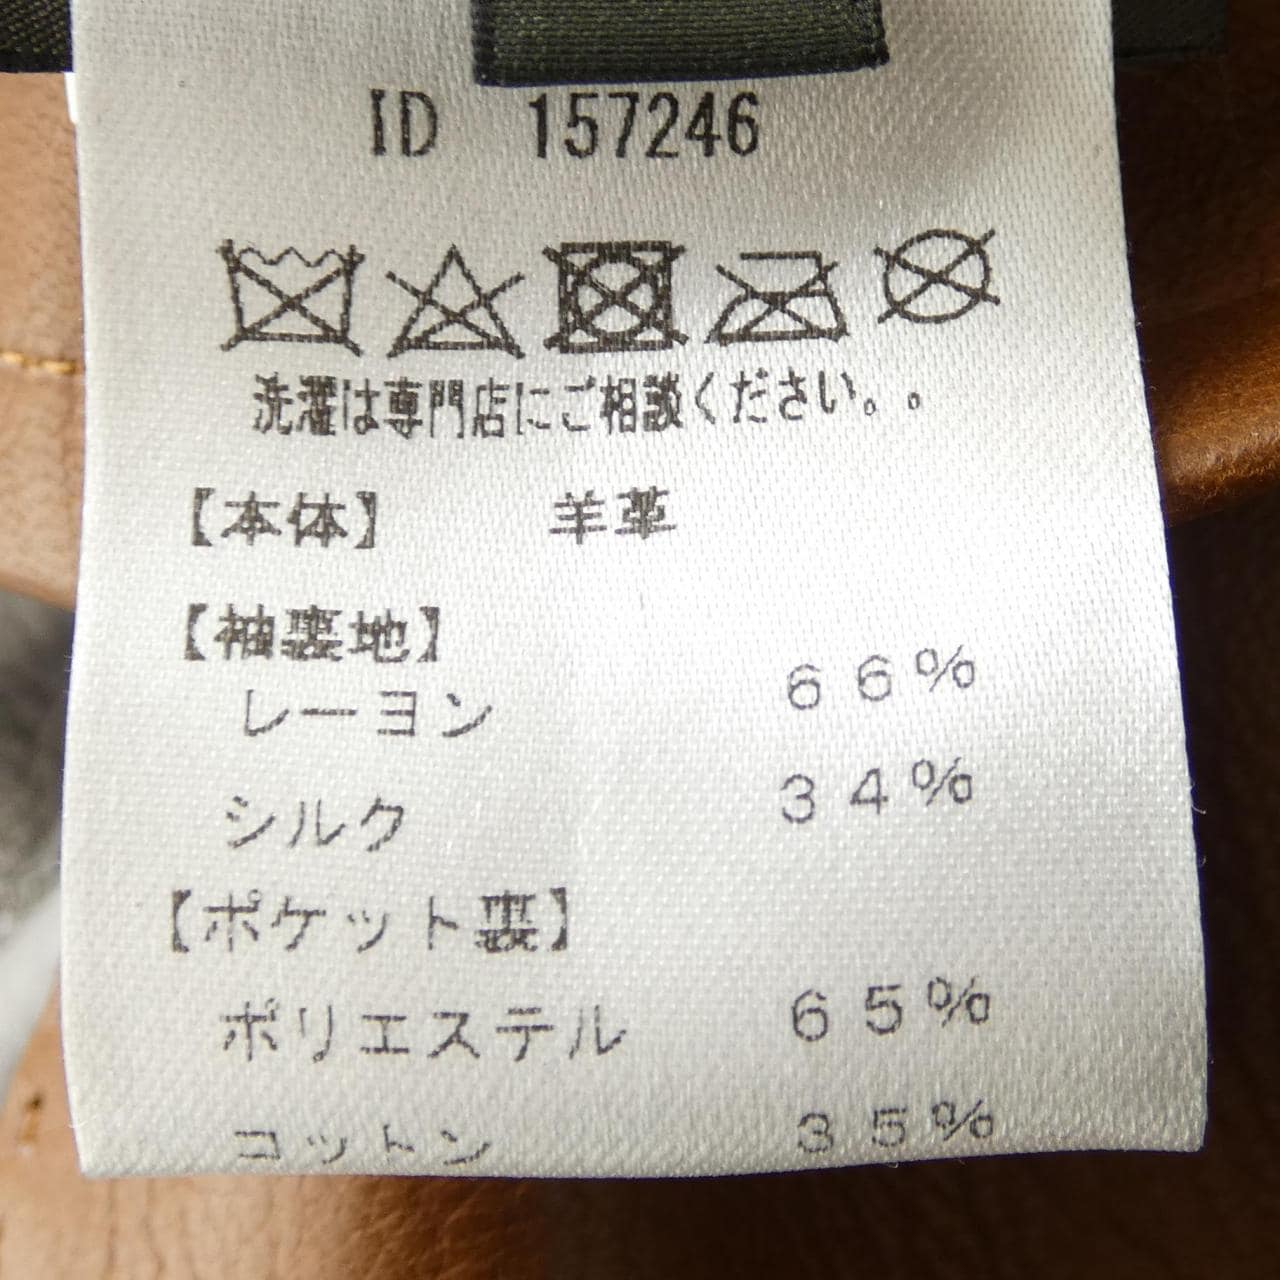 ID 157246
洗濯は専門店にご相談ください。。
【本体】 羊革
【袖裏地】
レーヨン 66%
シルク 34%
【ポケット裏】
ポリエステル 65%
コットン 35%